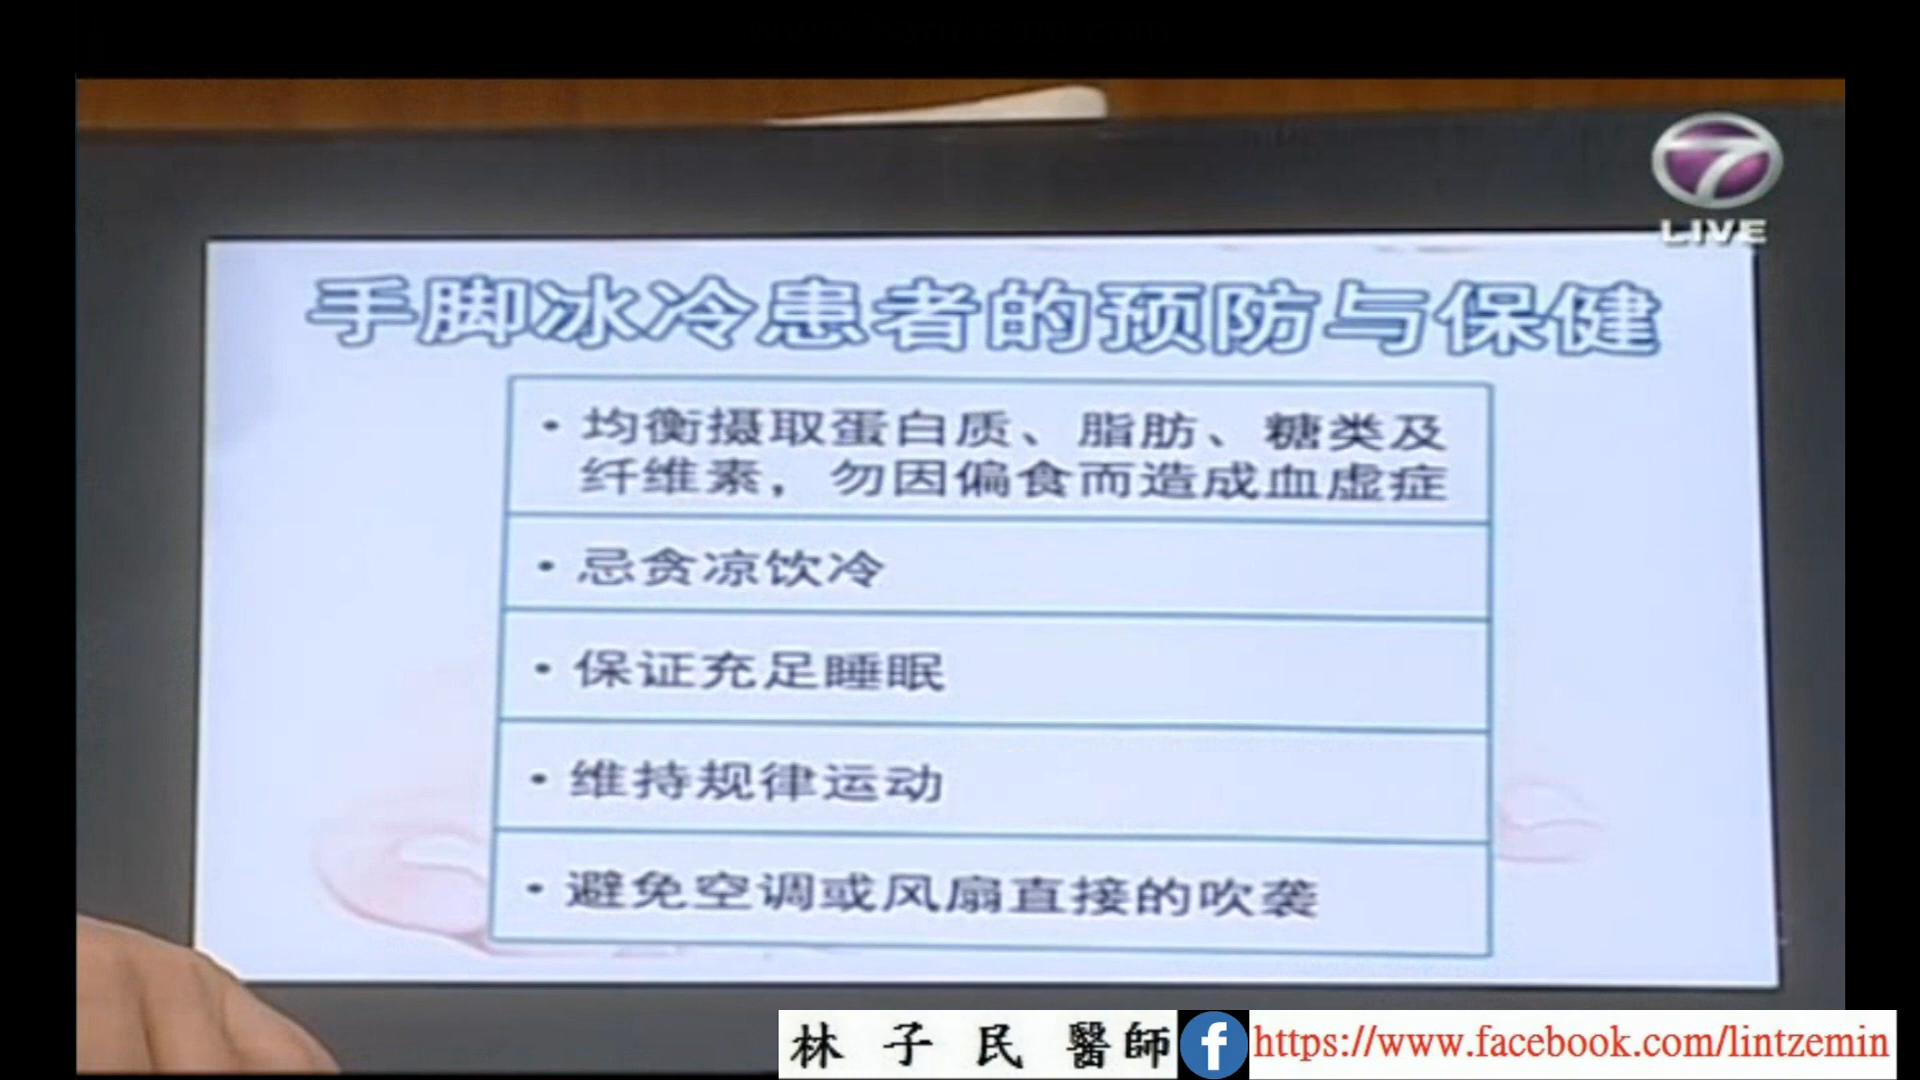 7
LIVE
手脚冰冷患者的预防与保健
• 均衡摄取蛋白质、脂肪、糖类及
纤维素，勿因偏食而造成血虚症
• 忌贪凉饮冷
• 保证充足睡眠
• 维持规律运动
• 避免空调或风扇直接的吹袭
林子民醫師 f https://www.facebook.com/lintzemin